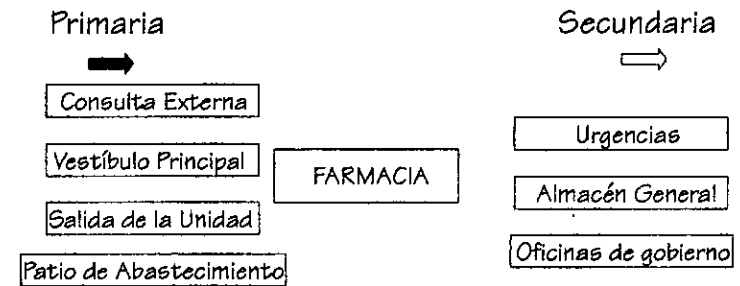 Primaria
Secundaria
Consulta Externa
Vestíbulo Principal
Salida de la Unidad
Patio de Abastecimiento
FARMACIA
Urgencias
Almacén General
Oficinas de gobierno